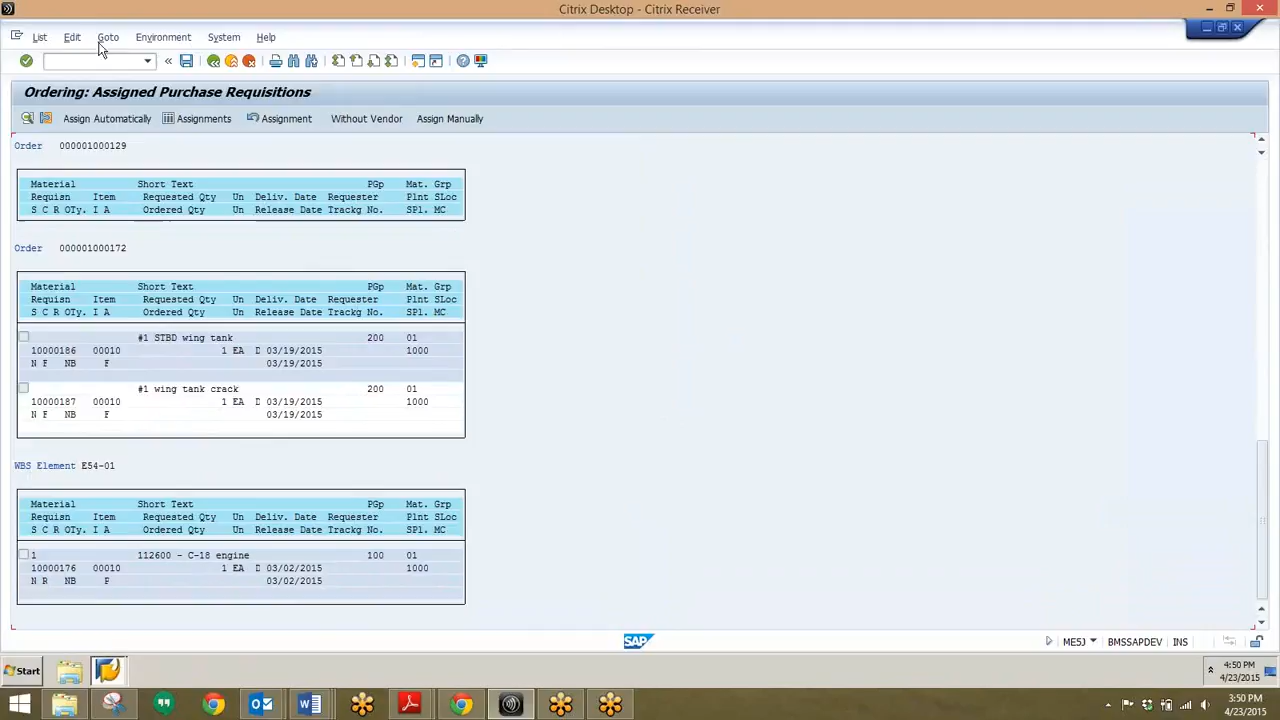 Citrix Desktop - Citrix Receiver
List Edit Goto Environment System Help
Ordering: Assigned Purchase Requisitions
Assign Automatically Assignments Assignment Without Vendor Assign Manually
Order 000001000129
Material Short Text PGp Mat. Grp
Requisn Item Requested Qty Un Deliv. Date Requester Plnt SLoc
S C R OTy. I A Ordered Qty Un Release Date Trackg No. SPl. MC
Order 000001000172
Material Short Text PGp Mat. Grp
Requisn Item Requested Qty Un Deliv. Date Requester Plnt SLoc
S C R OTy. I A Ordered Qty Un Release Date Trackg No. SPl. MC
#1 STBD wing tank 200 01
10000186 00010 1 EA D 03/19/2015 1000
N F NB F 03/19/2015
#1 wing tank crack 200 01
10000187 00010 1 EA D 03/19/2015 1000
N F NB F 03/19/2015
WBS Element E54-01
Material Short Text PGp Mat. Grp
Requisn Item Requested Qty Un Deliv. Date Requester Plnt SLoc
S C R OTy. I A Ordered Qty Un Release Date Trackg No. SPl. MC
1 112600 - C-18 engine 100 01
10000176 00010 1 EA D 03/02/2015 1000
N R NB F 03/02/2015
SAP
ME5J BMSSAPDEV INS
Start
4:50 PM
4/23/2015
3:50 PM
4/23/2015